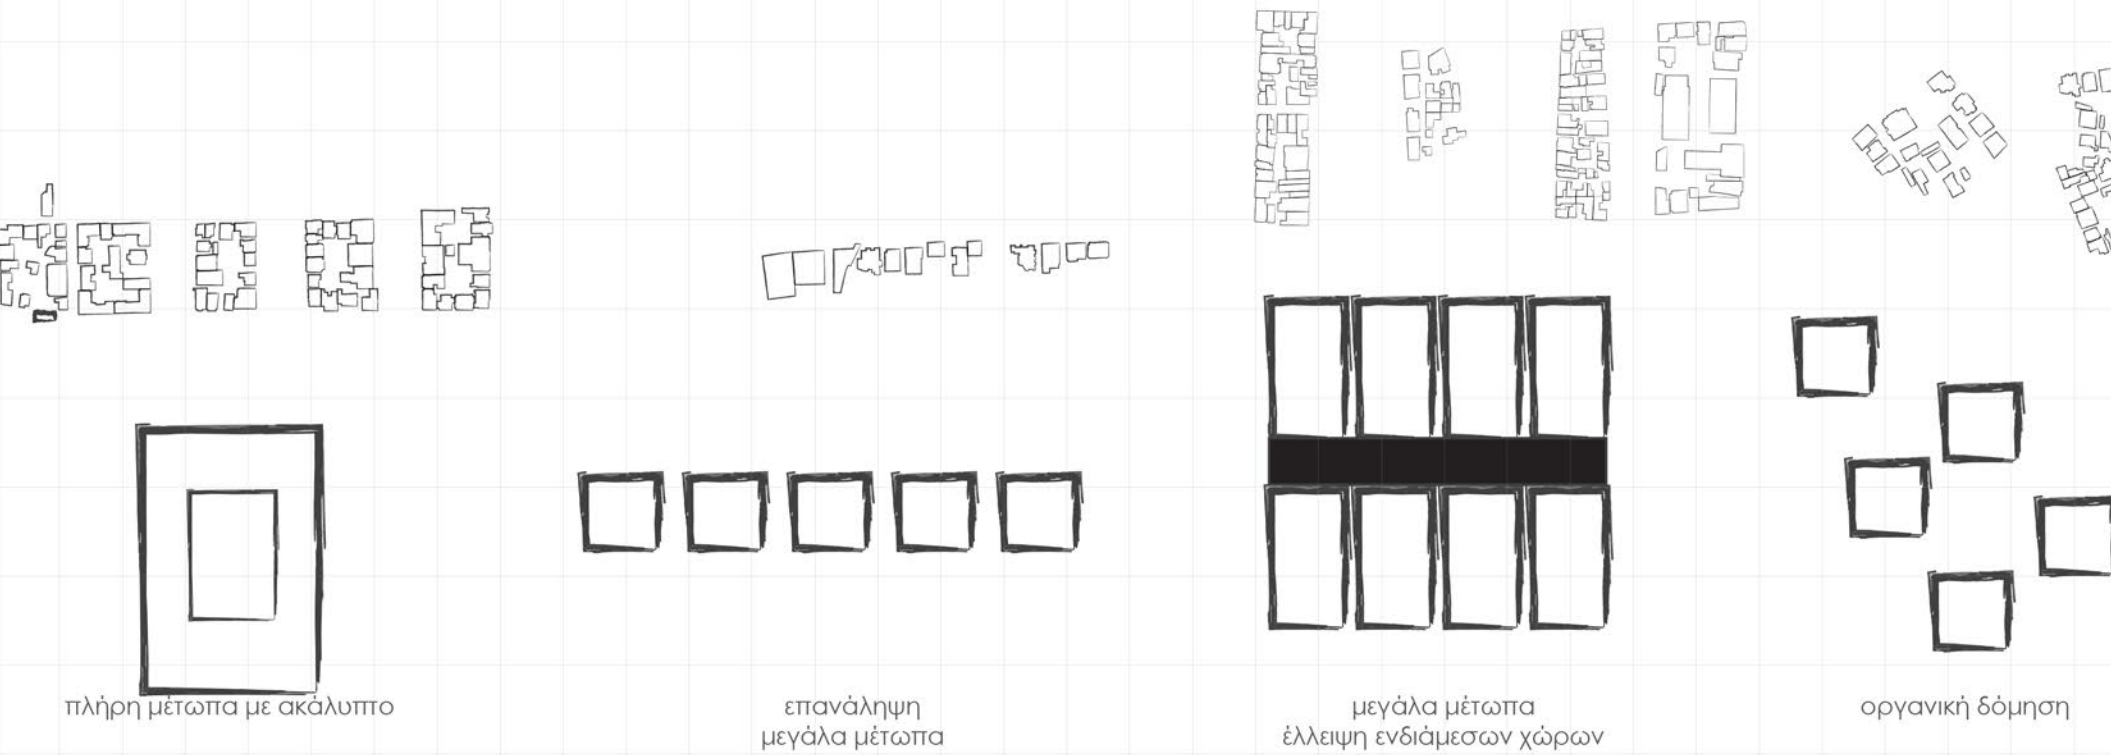 πλήρη μέτωπα με ακάλυπτο
επανάληψη
μεγάλα μέτωπα
μεγάλα μέτωπα
έλλειψη ενδιάμεσων χώρων
οργανική δόμηση